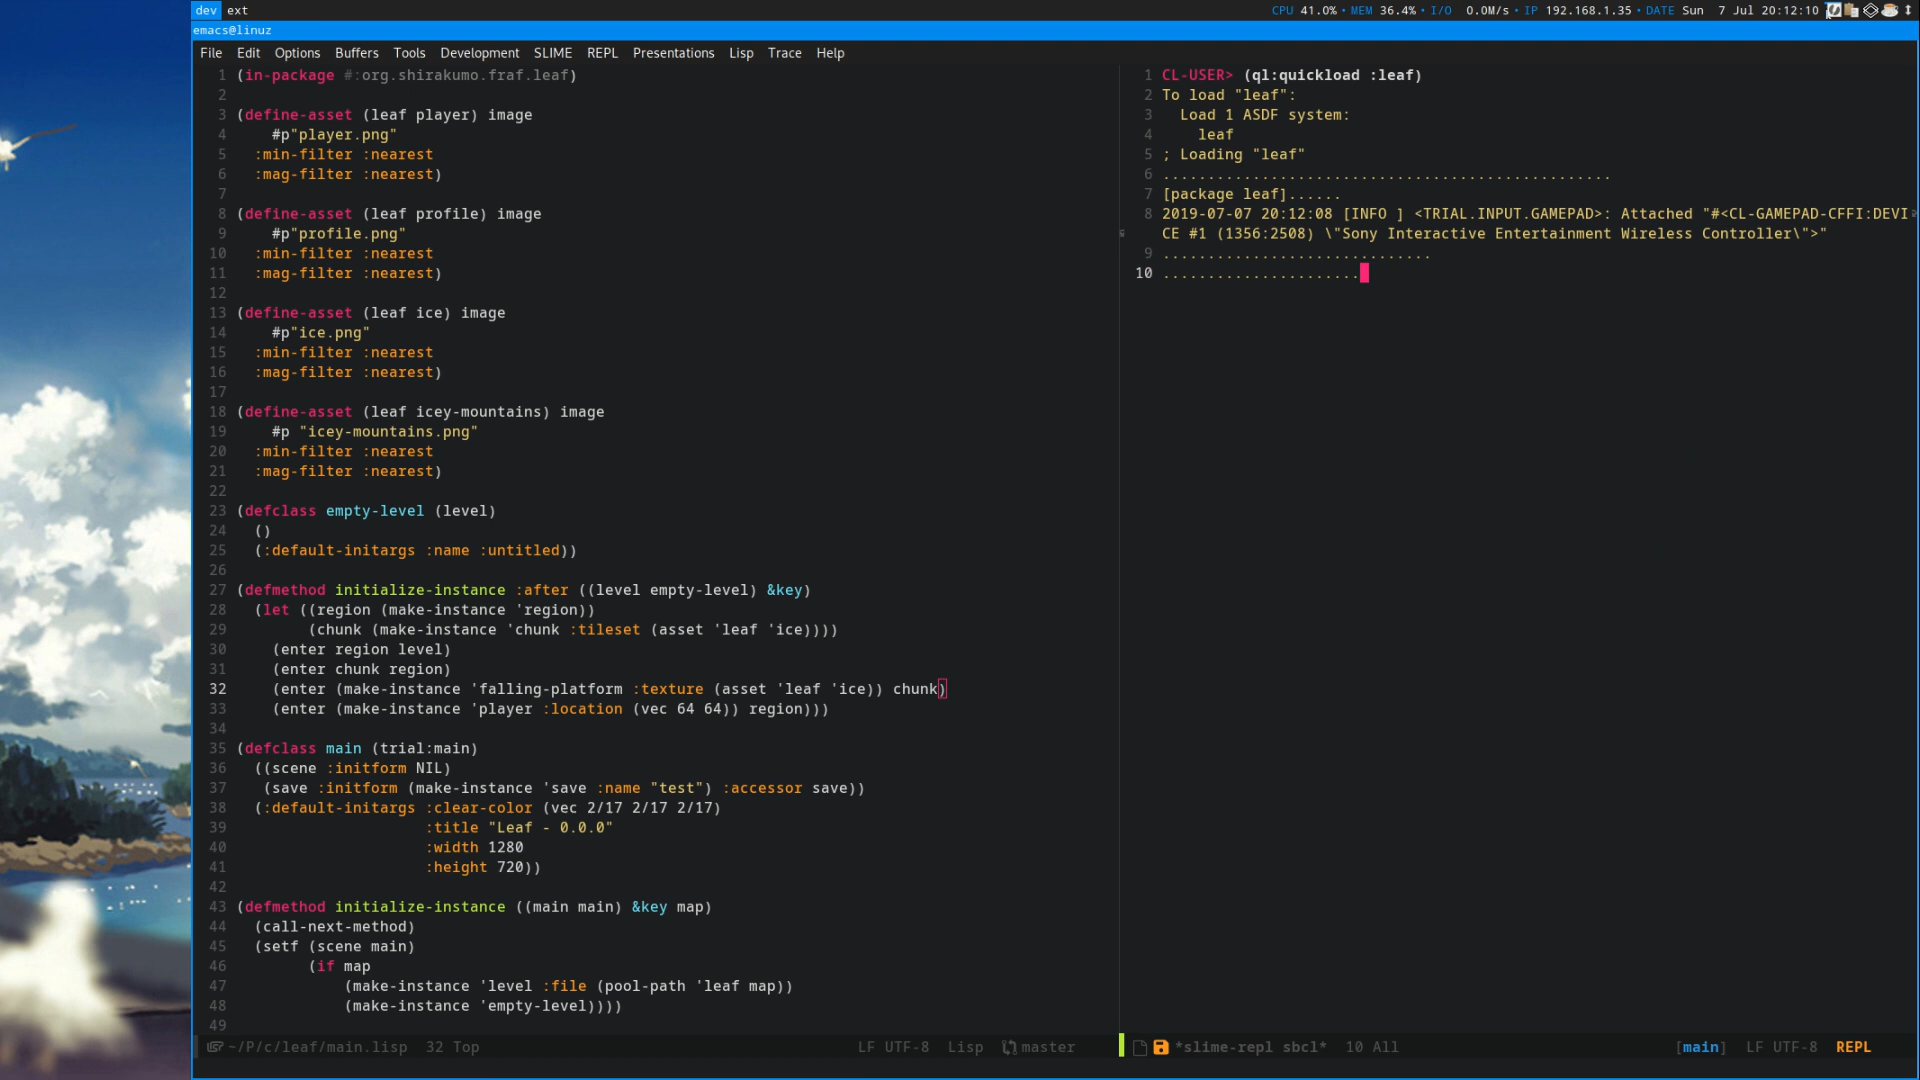 dev ext
CPU 41.0% • MEM 36.4% • I/O 0.0M/s • IP 192.168.1.35 • DATE Sun 7 Jul 20:12:10
emacs@linuz
File Edit Options Buffers Tools Development SLIME REPL Presentations Lisp Trace Help
1 (in-package #:org.shirakumo.fraf.leaf)
2
3 (define-asset (leaf player) image
4     #p"player.png"
5   :min-filter :nearest
6   :mag-filter :nearest)
7
8 (define-asset (leaf profile) image
9     #p"profile.png"
10   :min-filter :nearest
11   :mag-filter :nearest)
12
13 (define-asset (leaf ice) image
14     #p"ice.png"
15   :min-filter :nearest
16   :mag-filter :nearest)
17
18 (define-asset (leaf icey-mountains) image
19     #p "icey-mountains.png"
20   :min-filter :nearest
21   :mag-filter :nearest)
22
23 (defclass empty-level (level)
24   ()
25   (:default-initargs :name :untitled))
26
27 (defmethod initialize-instance :after ((level empty-level) &key)
28   (let ((region (make-instance 'region))
29         (chunk (make-instance 'chunk :tileset (asset 'leaf 'ice))))
30     (enter region level)
31     (enter chunk region)
32     (enter (make-instance 'falling-platform :texture (asset 'leaf 'ice)) chunk)
33     (enter (make-instance 'player :location (vec 64 64)) region)))
34
35 (defclass main (trial:main)
36   ((scene :initform NIL)
37    (save :initform (make-instance 'save :name "test") :accessor save))
38   (:default-initargs :clear-color (vec 2/17 2/17 2/17)
39                      :title "Leaf - 0.0.0"
40                      :width 1280
41                      :height 720))
42
43 (defmethod initialize-instance ((main main) &key map)
44   (call-next-method)
45   (setf (scene main)
46         (if map
47             (make-instance 'level :file (pool-path 'leaf map))
48             (make-instance 'empty-level))))
49
~/P/c/leaf/main.lisp 32 Top LF UTF-8 Lisp master
1 CL-USER> (ql:quickload :leaf)
2 To load "leaf":
3   Load 1 ASDF system:
4     leaf
5 ; Loading "leaf"
6 ..................................................
7 [package leaf]......
8 2019-07-07 20:12:08 [INFO ] <TRIAL.INPUT.GAMEPAD>: Attached "#<CL-GAMEPAD-CFFI:DEVI
CE #1 (1356:2508) \"Sony Interactive Entertainment Wireless Controller\">"
9 ..............................
10 ......................
*slime-repl sbcl* 10 All [main] LF UTF-8 REPL